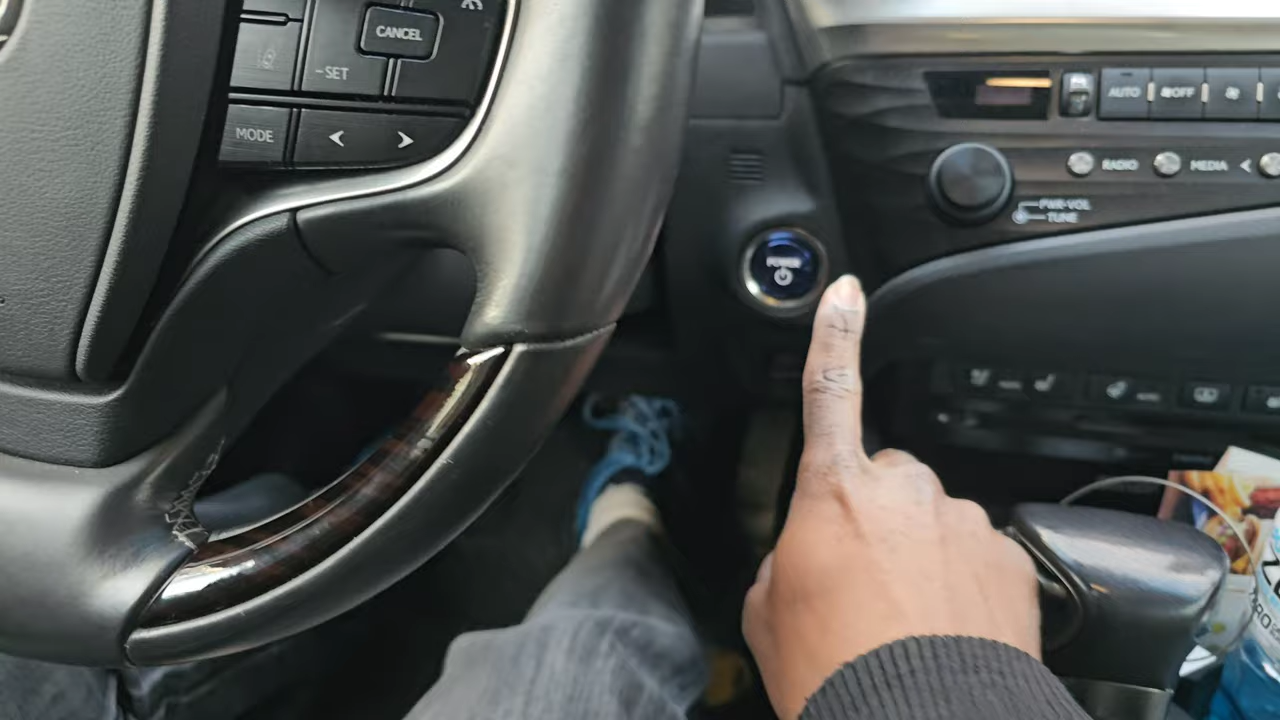 CANCEL
-SET
MODE
AUTO
OFF
RADIO
MEDIA
PWR·VOL
TUNE
POWER